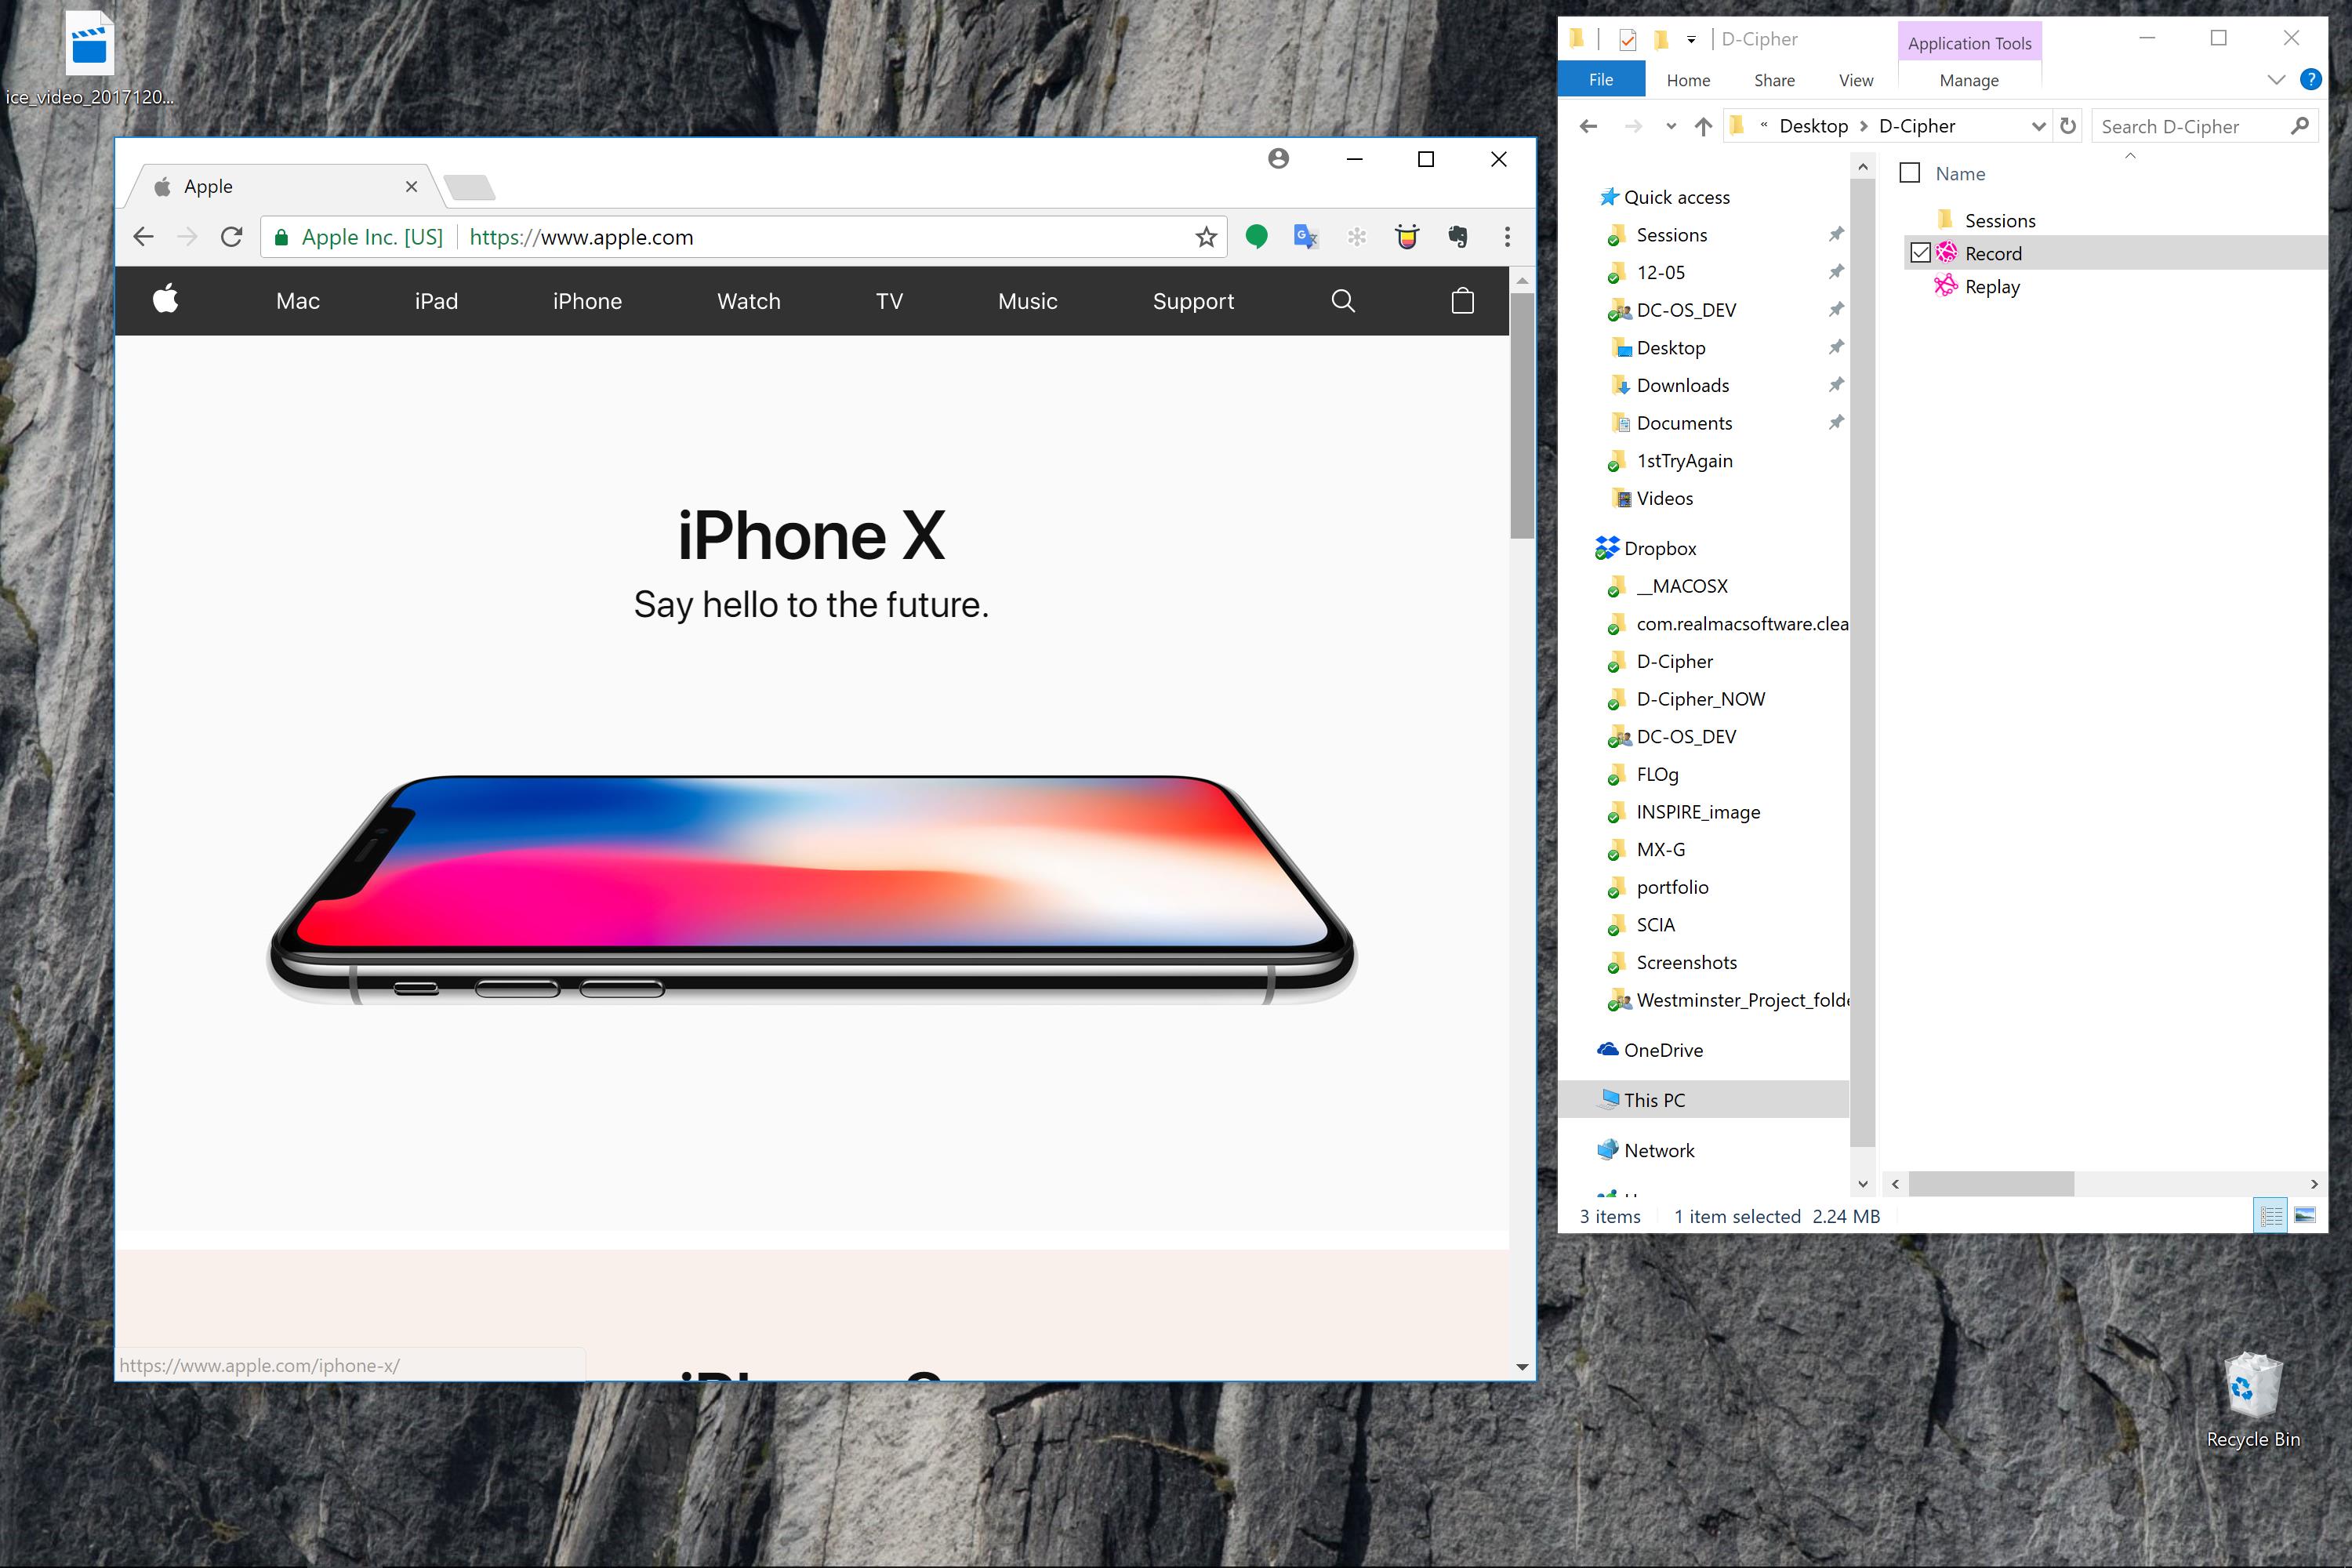 ice_video_2017120...
Apple
Apple Inc. [US] https://www.apple.com
Mac iPad iPhone Watch TV Music Support
iPhone X
Say hello to the future.
https://www.apple.com/iphone-x/
D-Cipher
Application Tools
File Home Share View Manage
« Desktop > D-Cipher
Search D-Cipher
Name
Sessions
Record
Replay
Quick access
Sessions
12-05
DC-OS_DEV
Desktop
Downloads
Documents
1stTryAgain
Videos
Dropbox
__MACOSX
com.realmacsoftware.clea
D-Cipher
D-Cipher_NOW
DC-OS_DEV
FLOg
INSPIRE_image
MX-G
portfolio
SCIA
Screenshots
Westminster_Project_folde
OneDrive
This PC
Network
3 items 1 item selected 2.24 MB
Recycle Bin